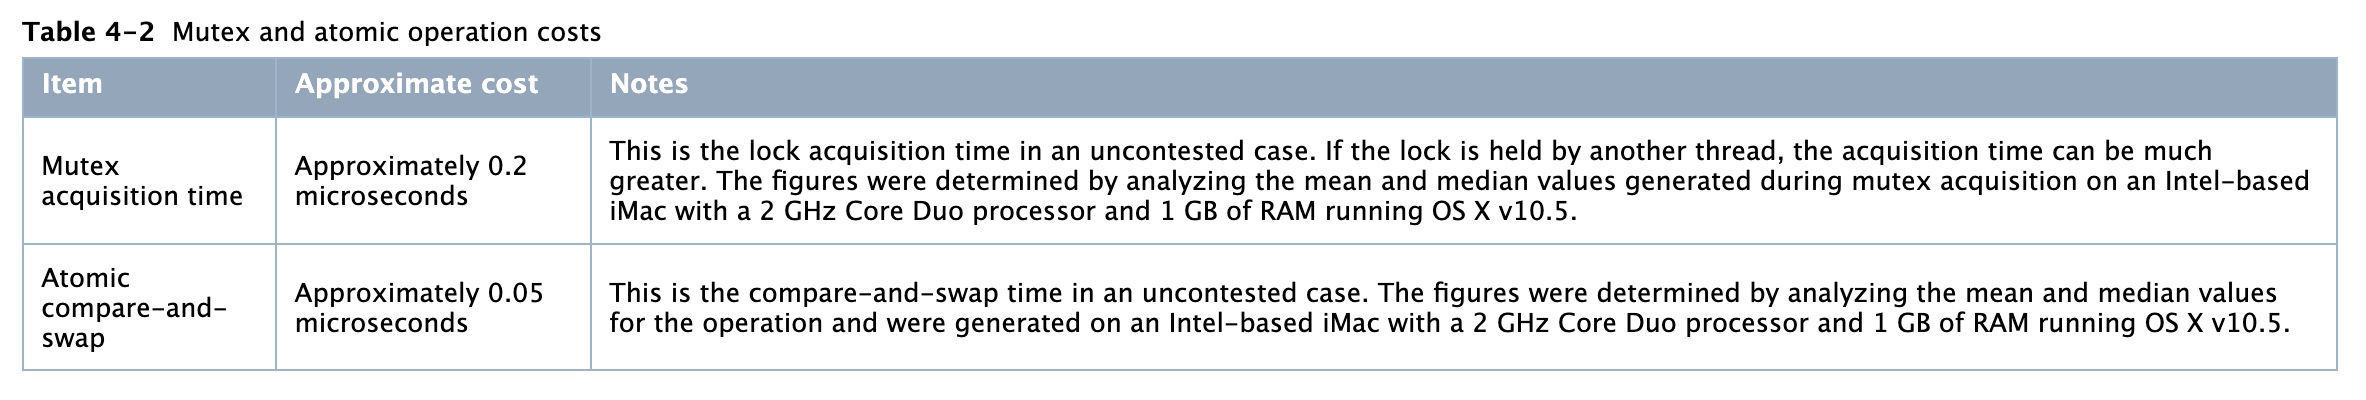 Table 4–2 Mutex and atomic operation costs
Item
Approximate cost
Notes
Mutex
acquisition time
Approximately 0.2
microseconds
This is the lock acquisition time in an uncontested case. If the lock is held by another thread, the acquisition time can be much
greater. The figures were determined by analyzing the mean and median values generated during mutex acquisition on an Intel-based
iMac with a 2 GHz Core Duo processor and 1 GB of RAM running OS X v10.5.
Atomic
compare-and-
swap
Approximately 0.05
microseconds
This is the compare-and-swap time in an uncontested case. The figures were determined by analyzing the mean and median values
for the operation and were generated on an Intel-based iMac with a 2 GHz Core Duo processor and 1 GB of RAM running OS X v10.5.